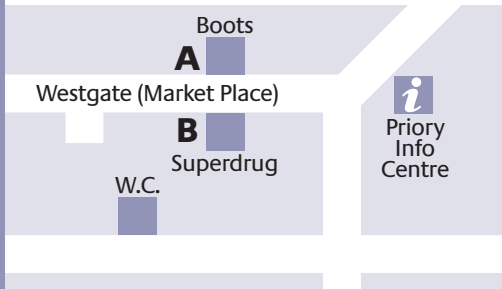 Boots
A
Westgate (Market Place)
i
B
Priory
Info
Centre
Superdrug
W.C.